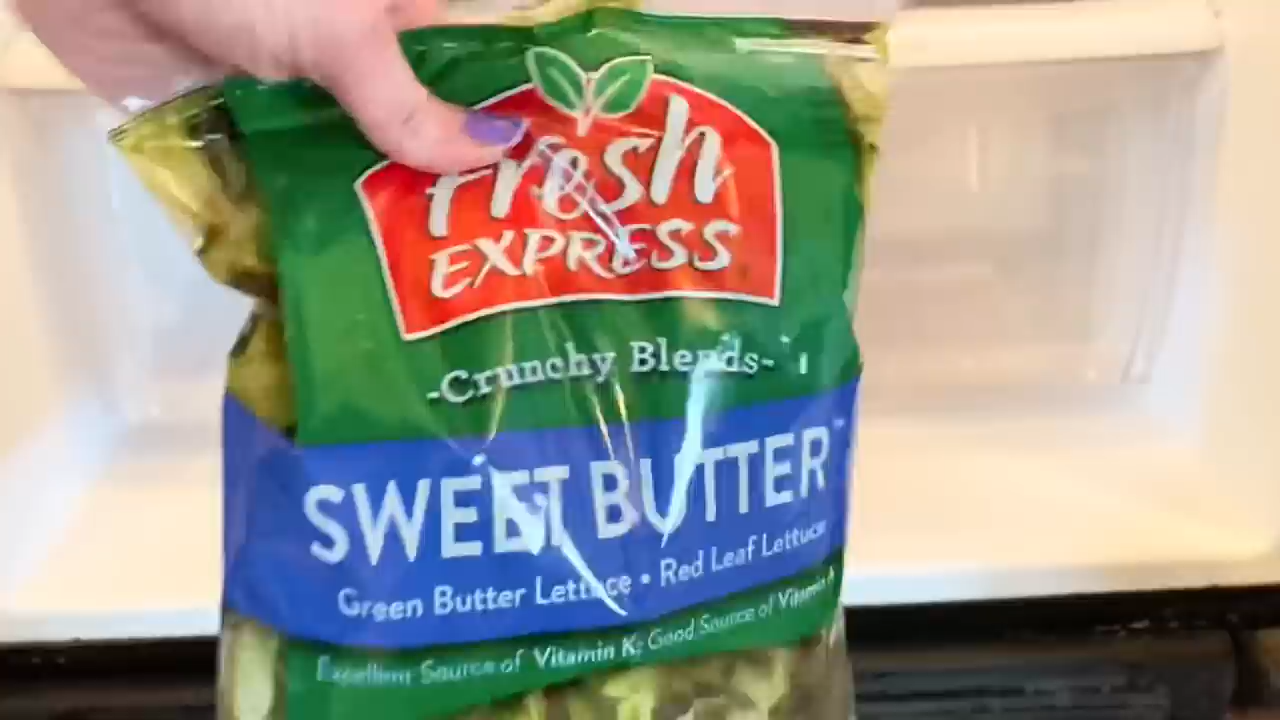 Fresh
EXPRESS
-Crunchy Blends-
SWEET BUTTER™
Green Butter Lettuce • Red Leaf Lettuce
Excellent Source of Vitamin K; Good Source of Vitamin A